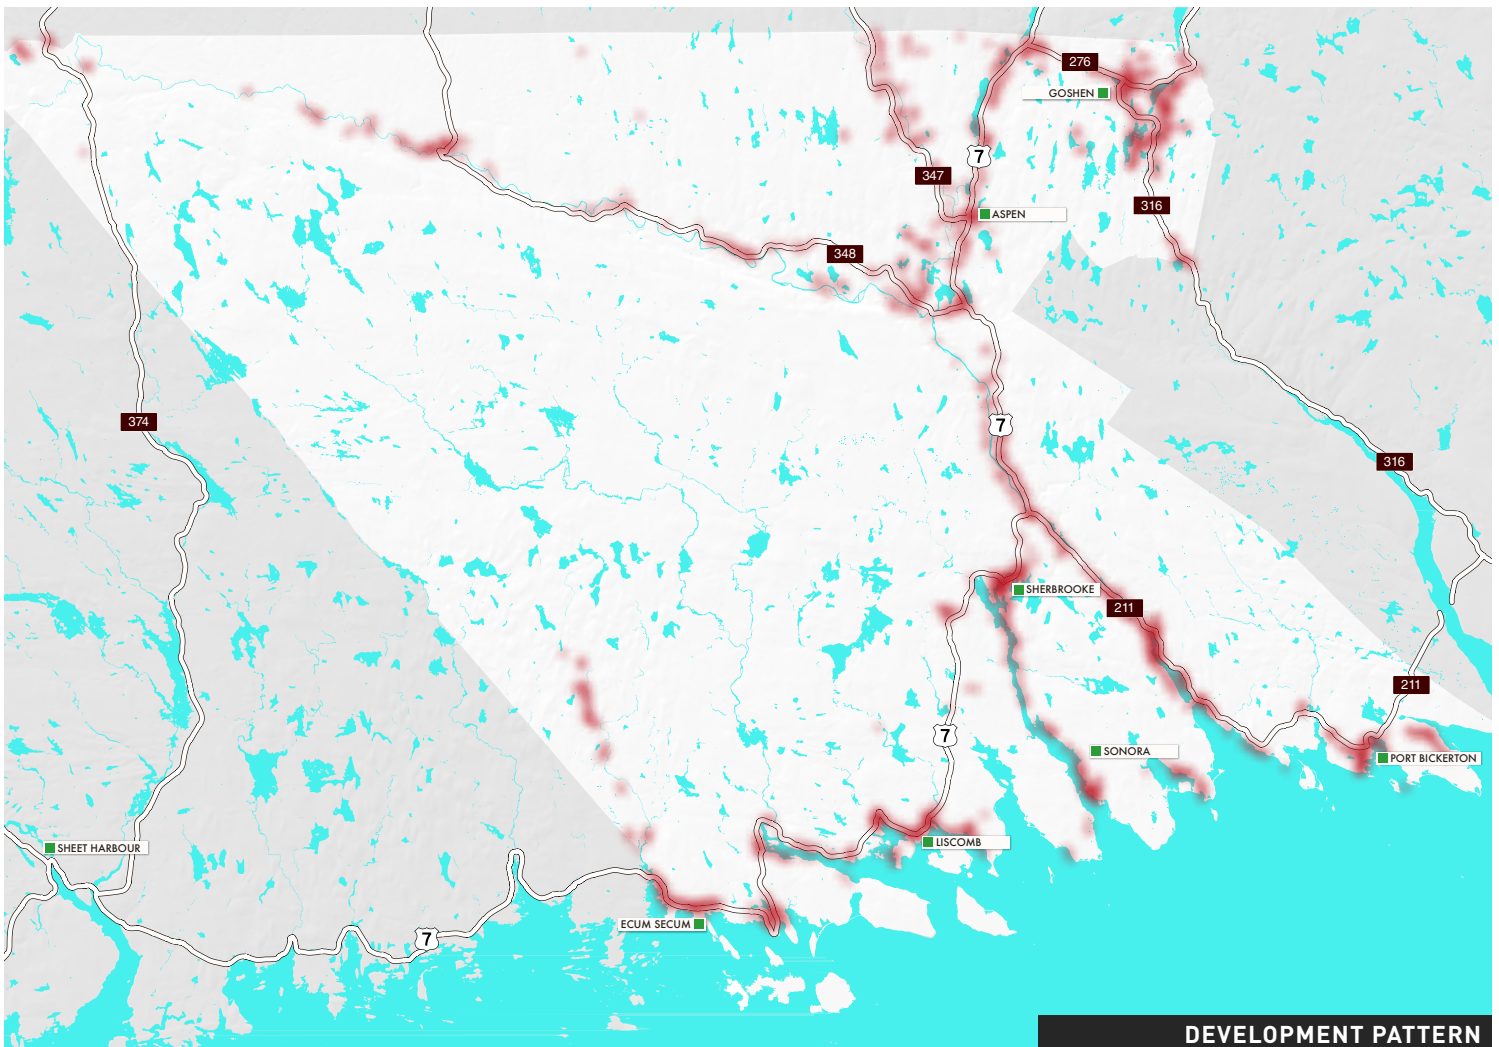 276
GOSHEN
7
347
316
ASPEN
348
374
7
316
SHERBROOKE
211
211
7
SONORA
PORT BICKERTON
SHEET HARBOUR
LISCOMB
ECUM SECUM
7
DEVELOPMENT PATTERN